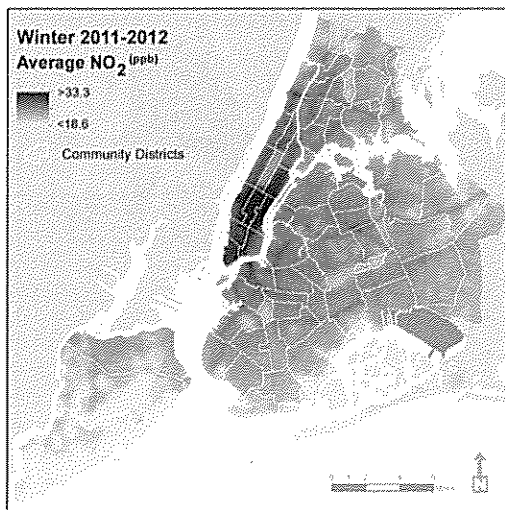 Winter 2011-2012
Average NO₂ (ppb)
>33.3
<18.6
Community Districts
N